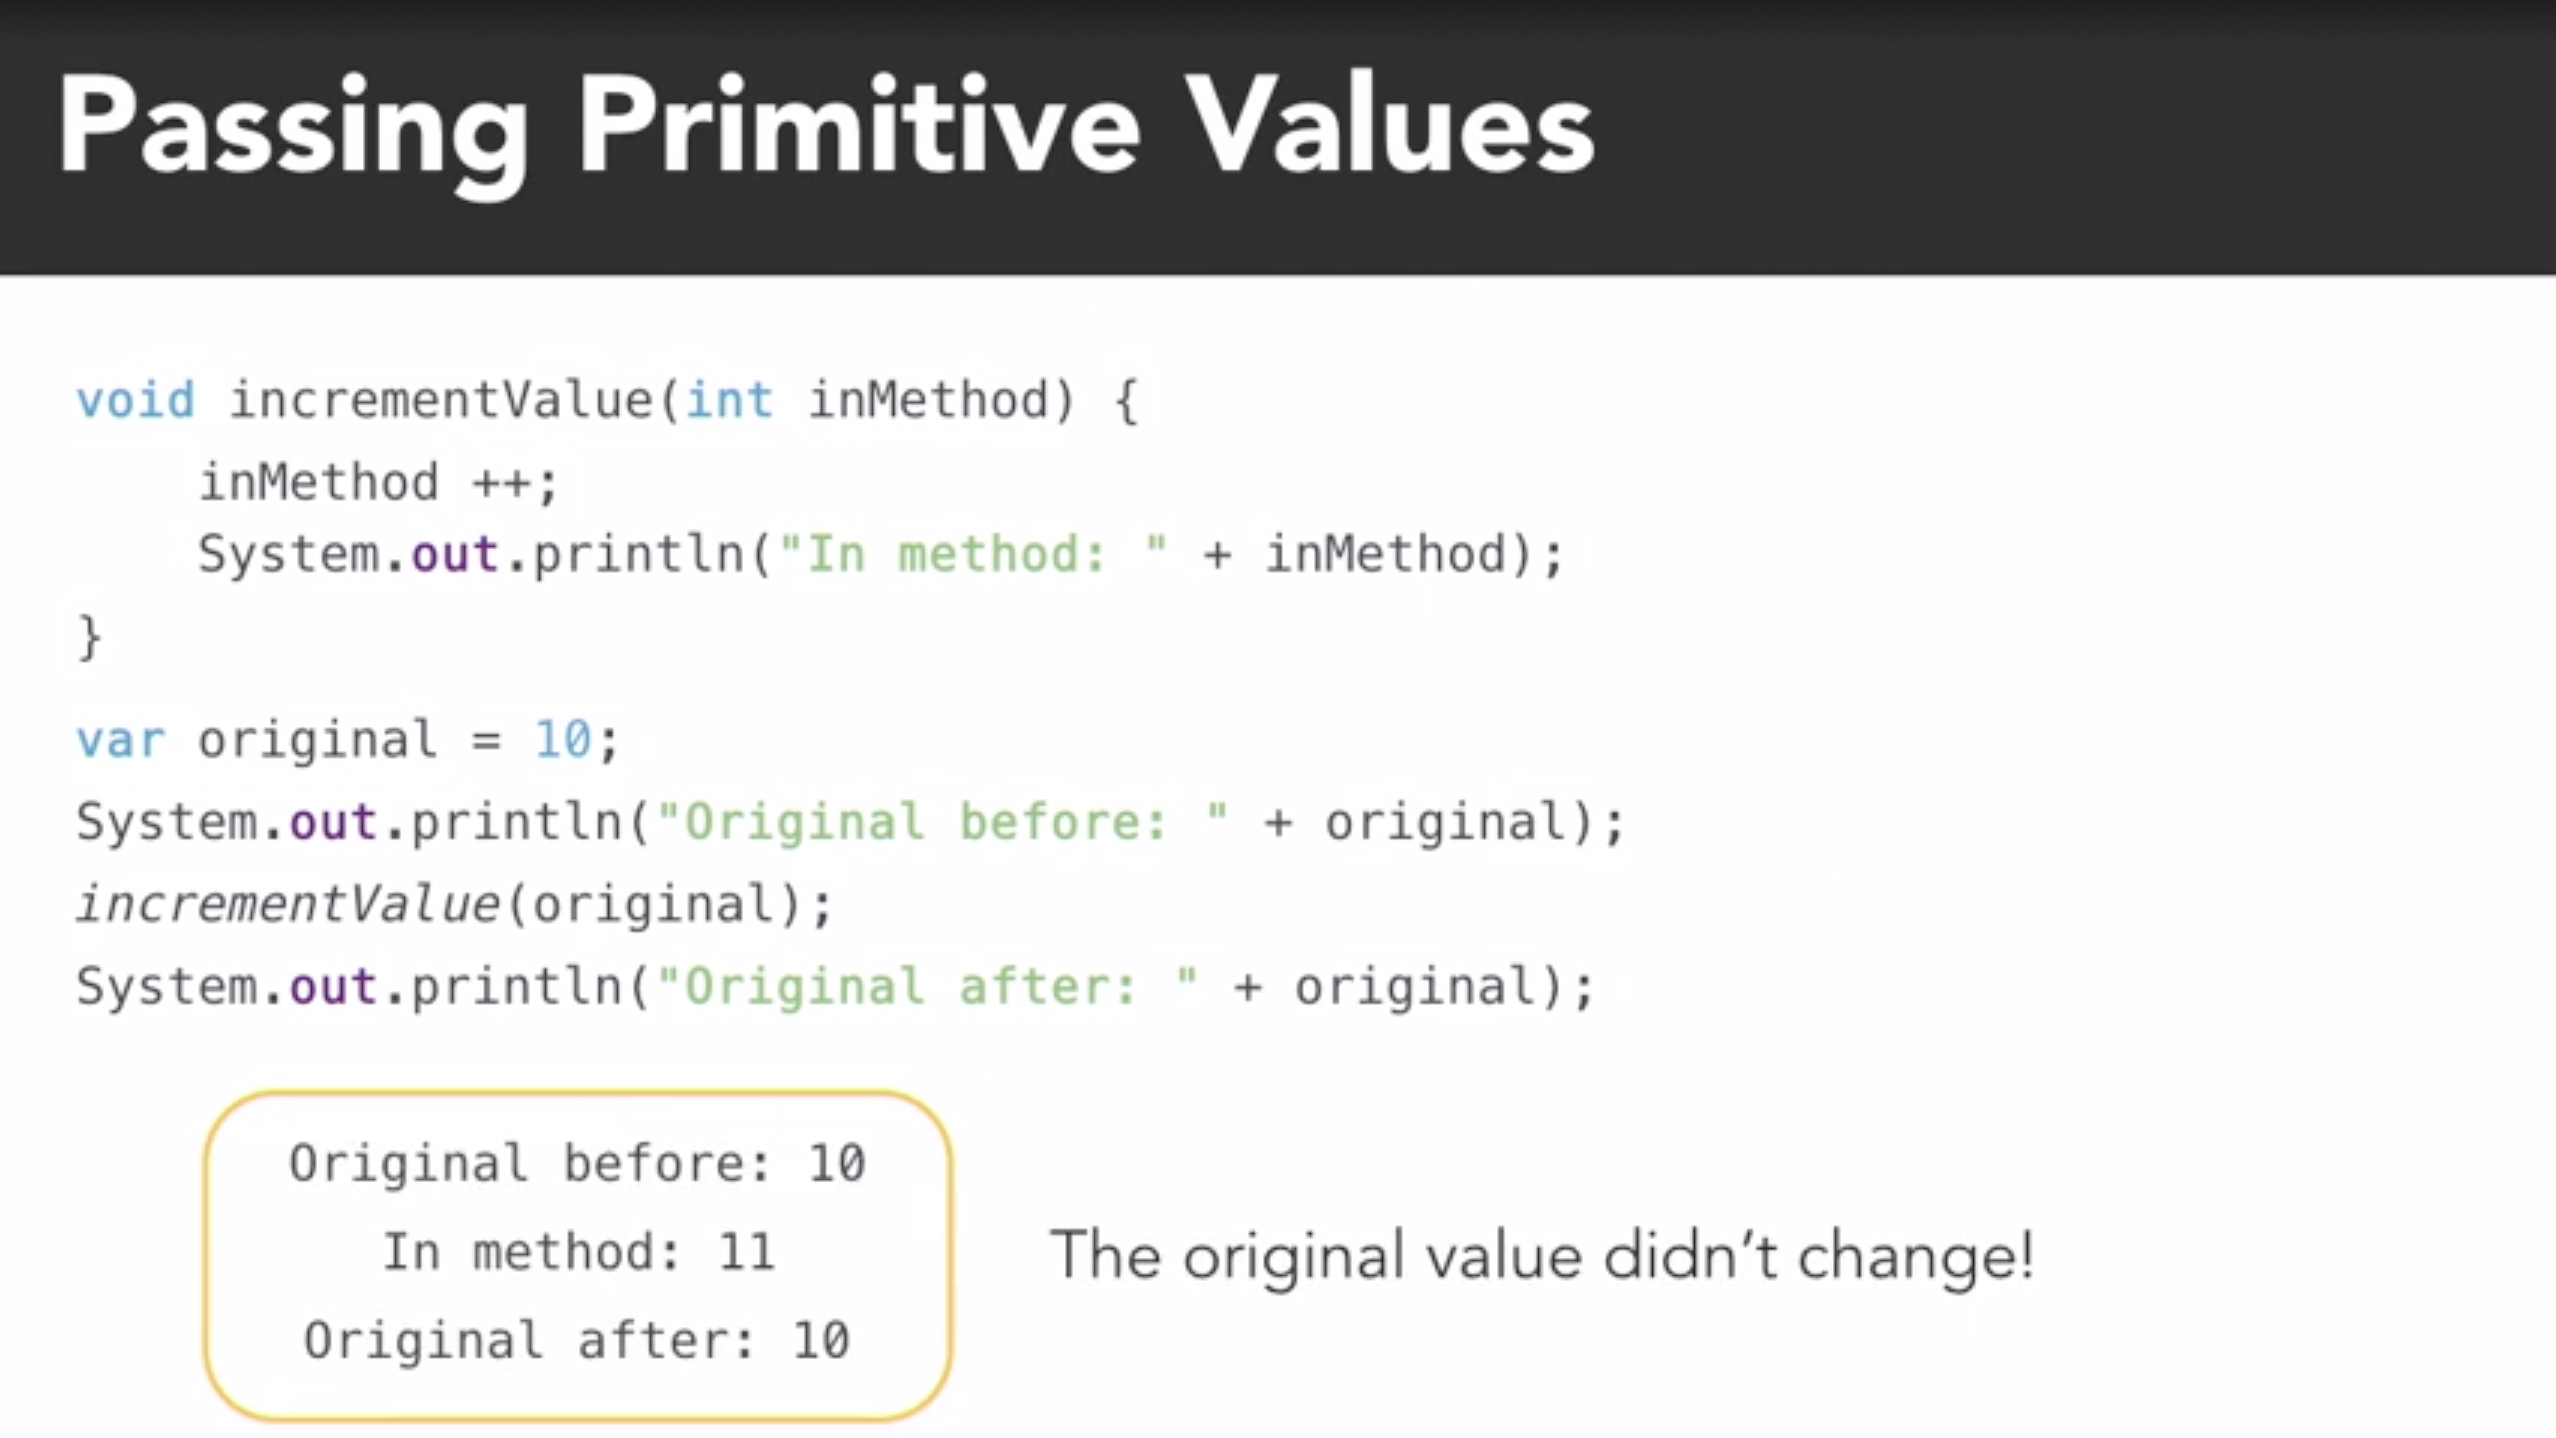 Passing Primitive Values
void incrementValue(int inMethod) {
    inMethod ++;
    System.out.println("In method: " + inMethod);
}
var original = 10;
System.out.println("Original before: " + original);
incrementValue(original);
System.out.println("Original after: " + original);
Original before: 10
In method: 11
Original after: 10
The original value didn’t change!